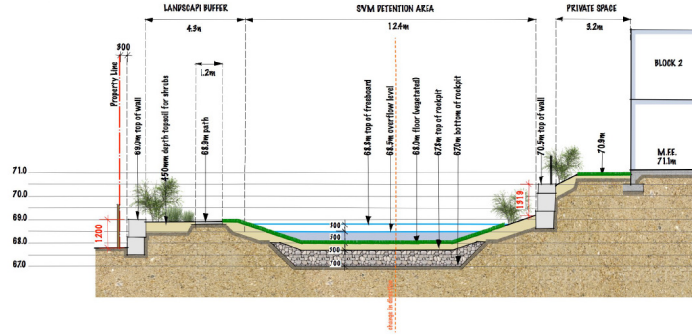 LANDSCAPE BUFFER
4.3m
SWM DETENTION AREA
12.4m
PRIVATE SPACE
3.2m
300
1.2m
Property Line
69.0m top of wall
450mm depth topsoil for shrubs
68.9m path
68.8m top of freeboard
68.5m overflow level
68.0m floor (vegetated)
67.8m top of rockpit
67.0m bottom of rockpit
70.5m top of wall
70.9m
BLOCK 2
M.F.E.
71.1m
71.0
70.0
69.0
68.0
67.0
1200
1319
300
300
300
700